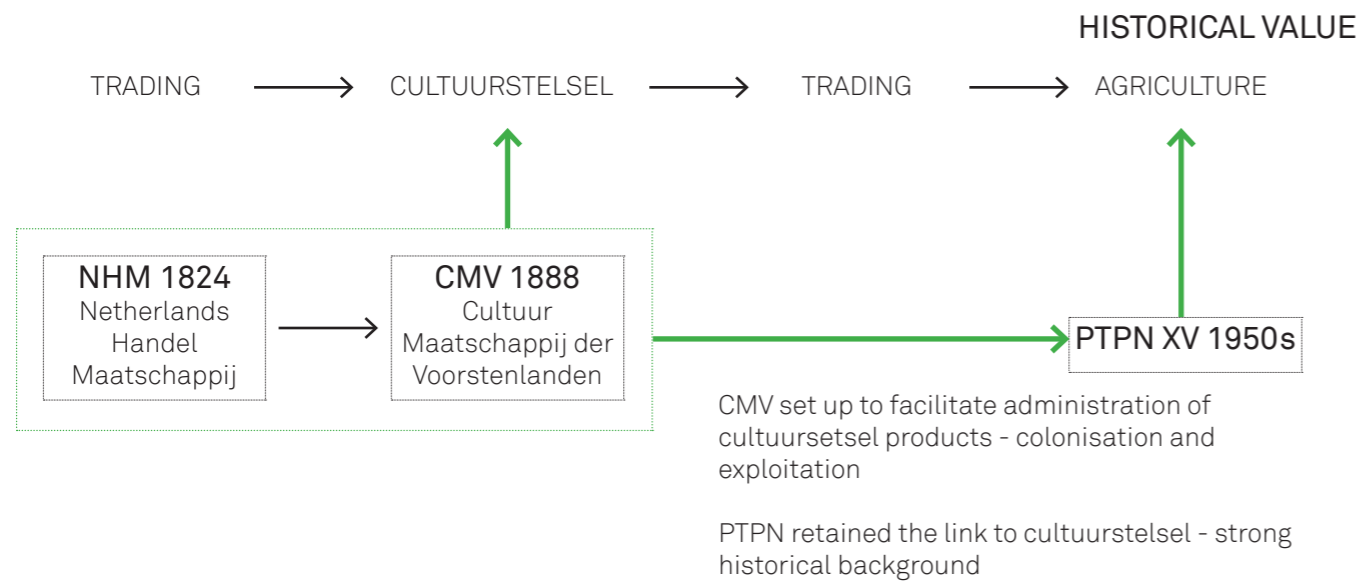 HISTORICAL VALUE
TRADING
CULTUURSTELSEL
TRADING
AGRICULTURE
NHM 1824
Netherlands
Handel
Maatschappij
CMV 1888
Cultuur
Maatschappij der
Voorstenlanden
PTPN XV 1950s
CMV set up to facilitate administration of
cultuursetsel products - colonisation and
exploitation
PTPN retained the link to cultuurstelsel - strong
historical background